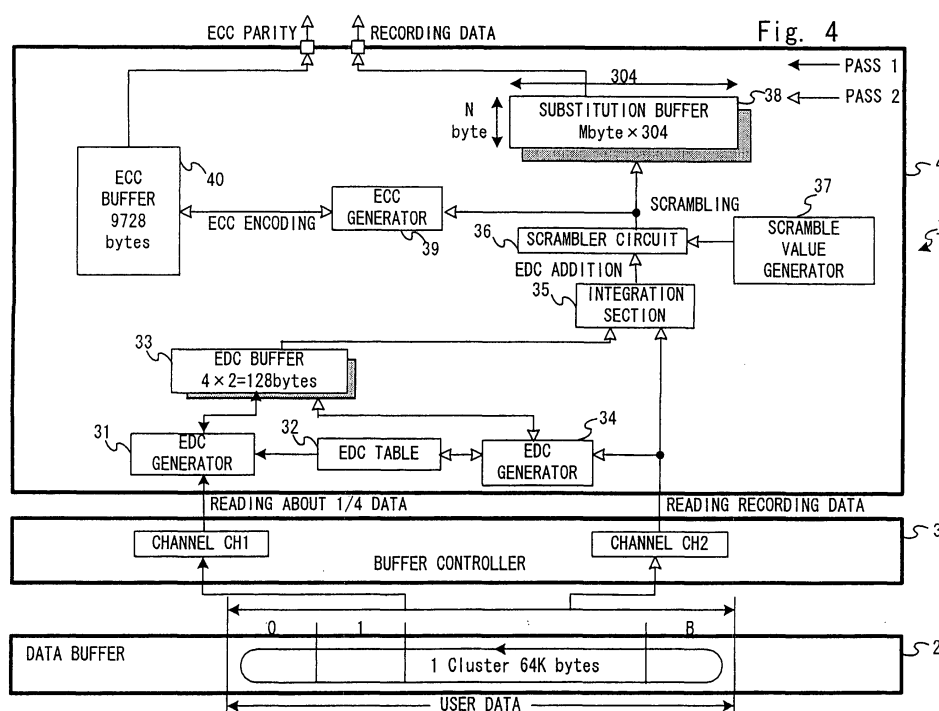 Fig. 4
ECC PARITY
RECORDING DATA
PASS 1
PASS 2
304
38
N
byte
SUBSTITUTION BUFFER
Mbyte×304
4
40
ECC
BUFFER
9728
bytes
ECC ENCODING
ECC
GENERATOR
39
SCRAMBLING
37
SCRAMBLE
VALUE
GENERATOR
36
SCRAMBLER CIRCUIT
EDC ADDITION
35
INTEGRATION
SECTION
33
EDC BUFFER
4×2=128bytes
31
EDC
GENERATOR
32
EDC TABLE
34
EDC
GENERATOR
READING ABOUT 1/4 DATA
READING RECORDING DATA
CHANNEL CH1
CHANNEL CH2
3
BUFFER CONTROLLER
0
1
B
DATA BUFFER
1 Cluster 64K bytes
2
USER DATA